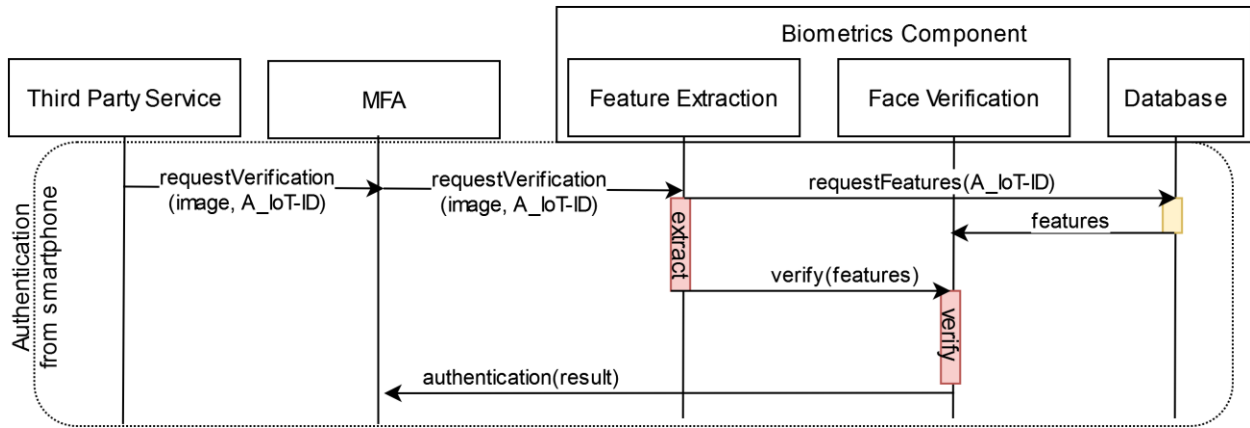 Biometrics Component
Third Party Service
MFA
Feature Extraction
Face Verification
Database
Authentication
from smartphone
requestVerification
(image, A_IoT-ID)
requestVerification
(image, A_IoT-ID)
requestFeatures(A_IoT-ID)
extract
features
verify(features)
verify
authentication(result)